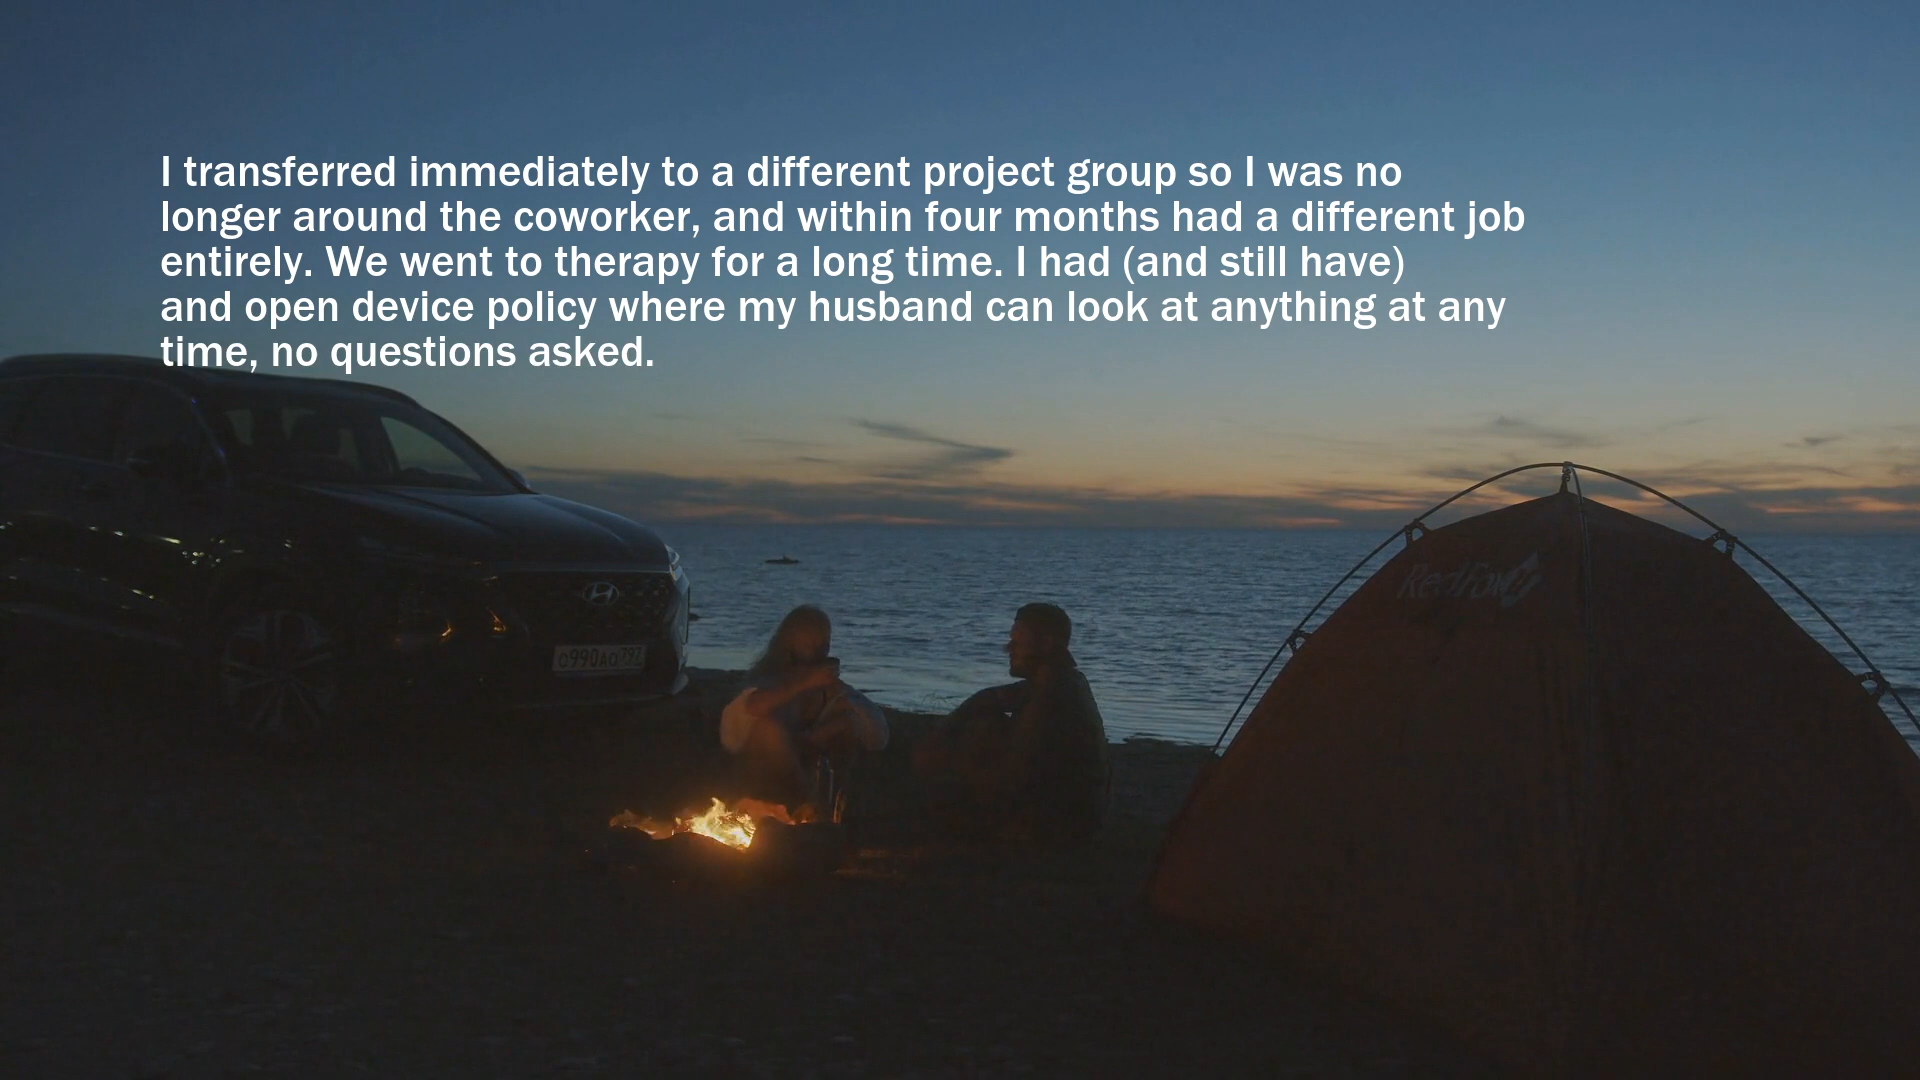 I transferred immediately to a different project group so I was no
longer around the coworker, and within four months had a different job
entirely. We went to therapy for a long time. I had (and still have)
and open device policy where my husband can look at anything at any
time, no questions asked.
RedFox